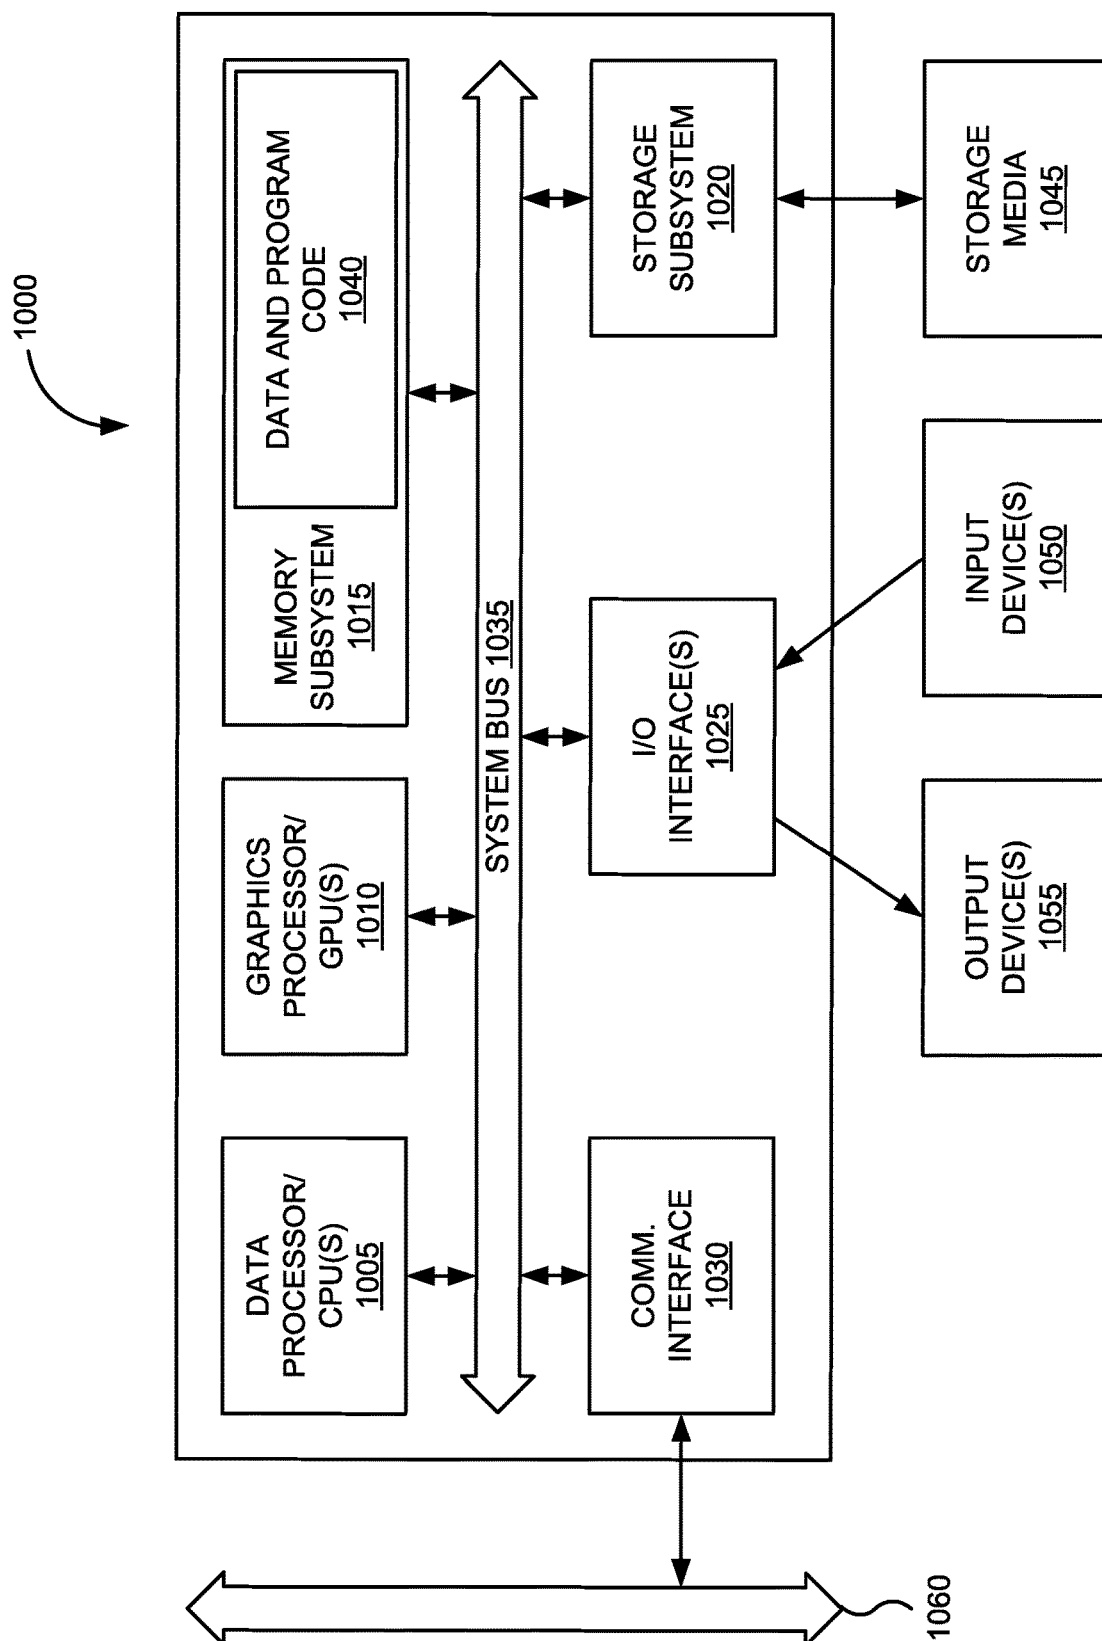 1000
DATA
PROCESSOR/
CPU(S)
1005
GRAPHICS
PROCESSOR/
GPU(S)
1010
MEMORY
SUBSYSTEM
1015
DATA AND PROGRAM
CODE
1040
SYSTEM BUS 1035
COMM.
INTERFACE
1030
I/O
INTERFACE(S)
1025
STORAGE
SUBSYSTEM
1020
OUTPUT
DEVICE(S)
1055
INPUT
DEVICE(S)
1050
STORAGE
MEDIA
1045
1060